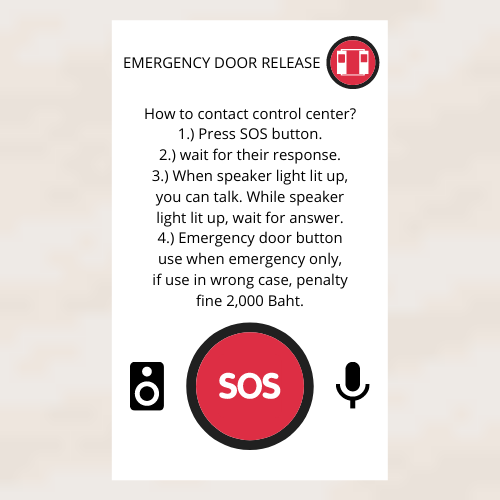 EMERGENCY DOOR RELEASE
How to contact control center?
1.) Press SOS button.
2.) wait for their response.
3.) When speaker light lit up,
you can talk. While speaker
light lit up, wait for answer.
4.) Emergency door button
use when emergency only,
if use in wrong case, penalty
fine 2,000 Baht.
SOS